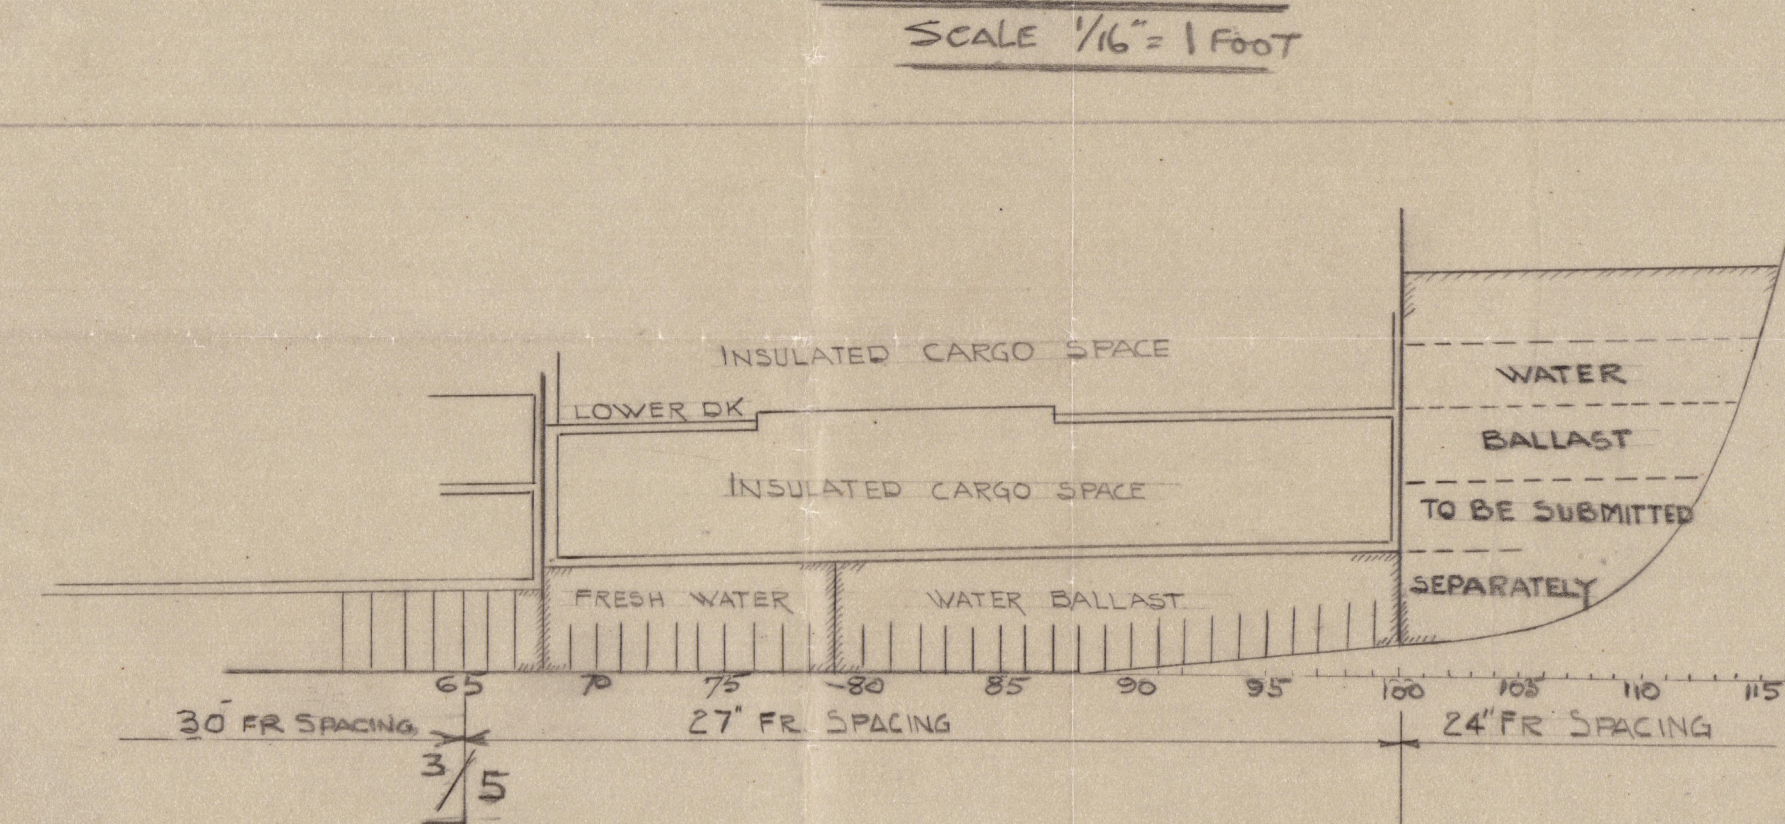 SCALE 1/16" = 1 FOOT
INSULATED CARGO SPACE
LOWER DK
INSULATED CARGO SPACE
WATER
BALLAST
TO BE SUBMITTED
SEPARATELY
FRESH WATER
WATER BALLAST
65 70 75 80 85 90 95 100 105 110 115
30" FR SPACING
27" FR. SPACING
24" FR SPACING
3/5